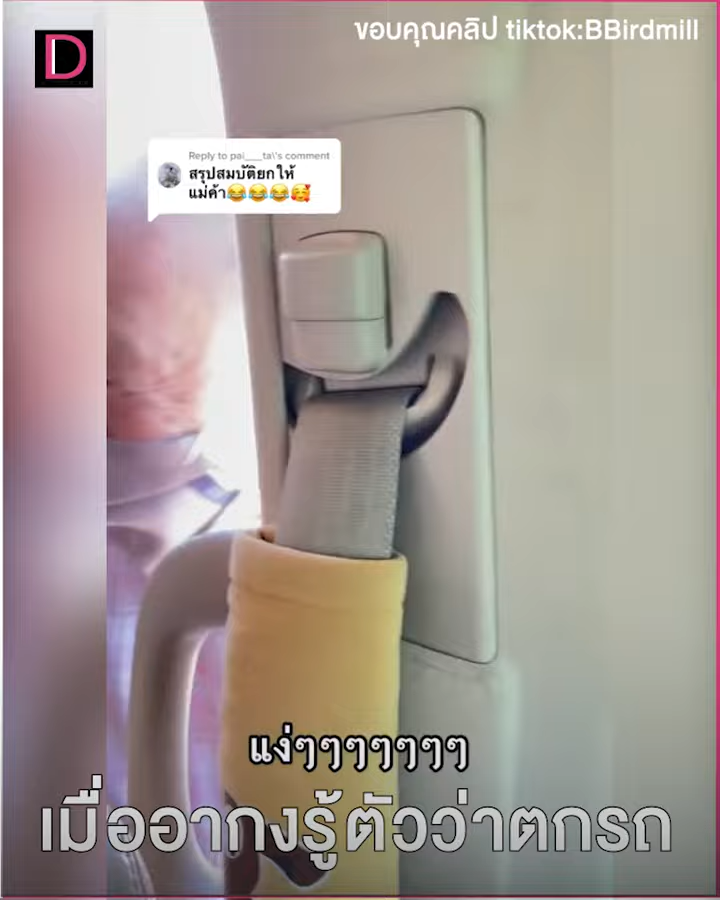 ขอบคุณคลิป tiktok:BBirdmill
D
Reply to pai___ta\'s comment
สรุปสมบัติยกให้
แม่ค้า😂😂😂🥰
แง่ๆๆๆๆๆๆๆ
เมื่ออากงรู้ตัวว่าตกรถ